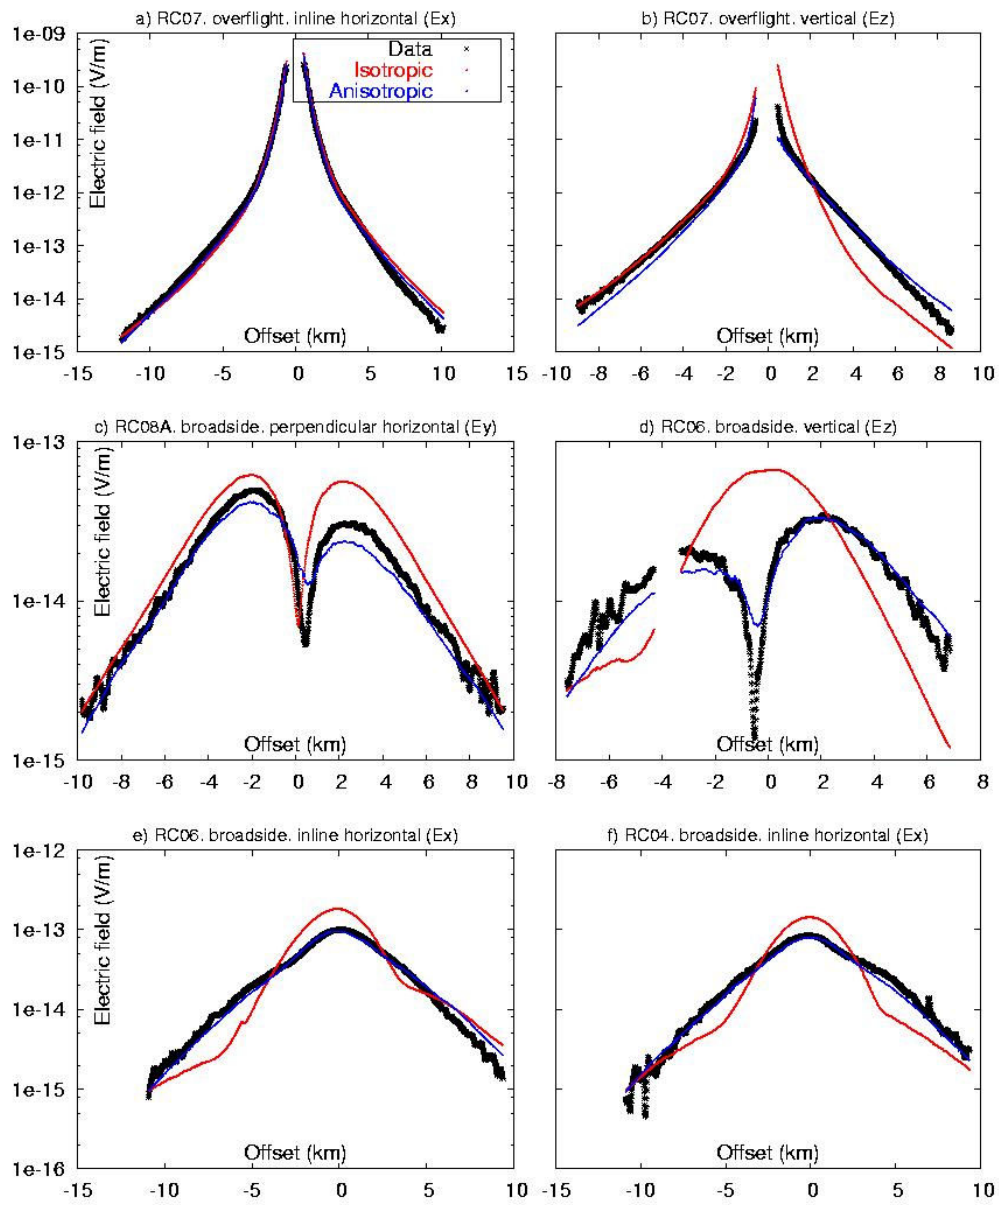 a) RC07. overflight. inline horizontal (Ex)
b) RC07. overflight. vertical (Ez)
1e-09
1e-10
1e-11
1e-12
1e-13
1e-14
1e-15
Electric field (V/m)
Data
Isotropic
Anisotropic
Offset (km)
-15 -10 -5 0 5 10 15
Offset (km)
-10 -8 -6 -4 -2 0 2 4 6 8 10
c) RC08A. broadside. perpendicular horizontal (Ey)
d) RC06. broadside. vertical (Ez)
1e-13
1e-14
1e-15
Electric field (V/m)
Offset (km)
-10 -8 -6 -4 -2 0 2 4 6 8 10
Offset (km)
-8 -6 -4 -2 0 2 4 6 8
e) RC06. broadside. inline horizontal (Ex)
f) RC04. broadside. inline horizontal (Ex)
1e-12
1e-13
1e-14
1e-15
1e-16
Electric field (V/m)
Offset (km)
-15 -10 -5 0 5 10
Offset (km)
-15 -10 -5 0 5 10